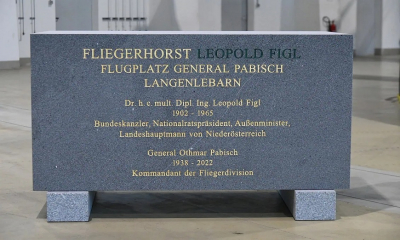 FLIEGERHORST LEOPOLD FIGL
FLUGPLATZ GENERAL PABISCH
LANGENLEBARN
Dr. h. c. mult. Dipl. Ing. Leopold Figl
1902 - 1965
Bundeskanzler, Nationalratspräsident, Außenminister,
Landeshauptmann von Niederösterreich
General Othmar Pabisch
1938 - 2022
Kommandant der Fliegerdivision